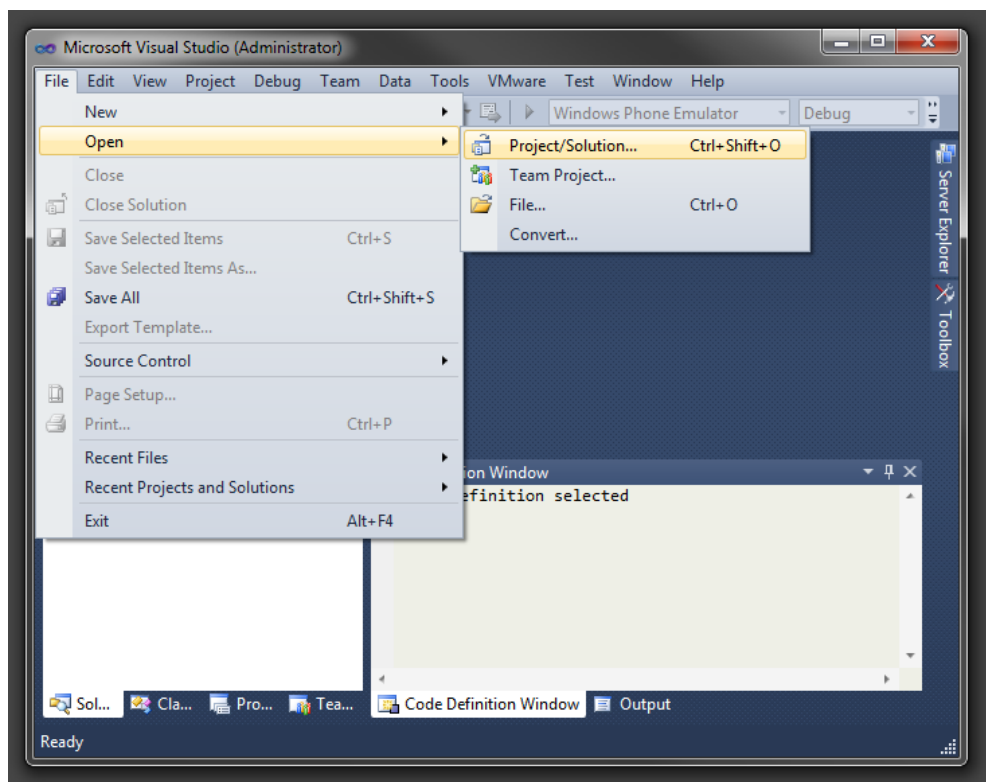 Microsoft Visual Studio (Administrator)
File Edit View Project Debug Team Data Tools VMware Test Window Help
Windows Phone Emulator Debug
New
Open
Close
Close Solution
Save Selected Items Ctrl+S
Save Selected Items As...
Save All Ctrl+Shift+S
Export Template...
Source Control
Page Setup...
Print... Ctrl+P
Recent Files
Recent Projects and Solutions
Exit Alt+F4
Project/Solution... Ctrl+Shift+O
Team Project...
File... Ctrl+O
Convert...
Server Explorer
Toolbox
ion Window
efinition selected
Sol... Cla... Pro... Tea... Code Definition Window Output
Ready